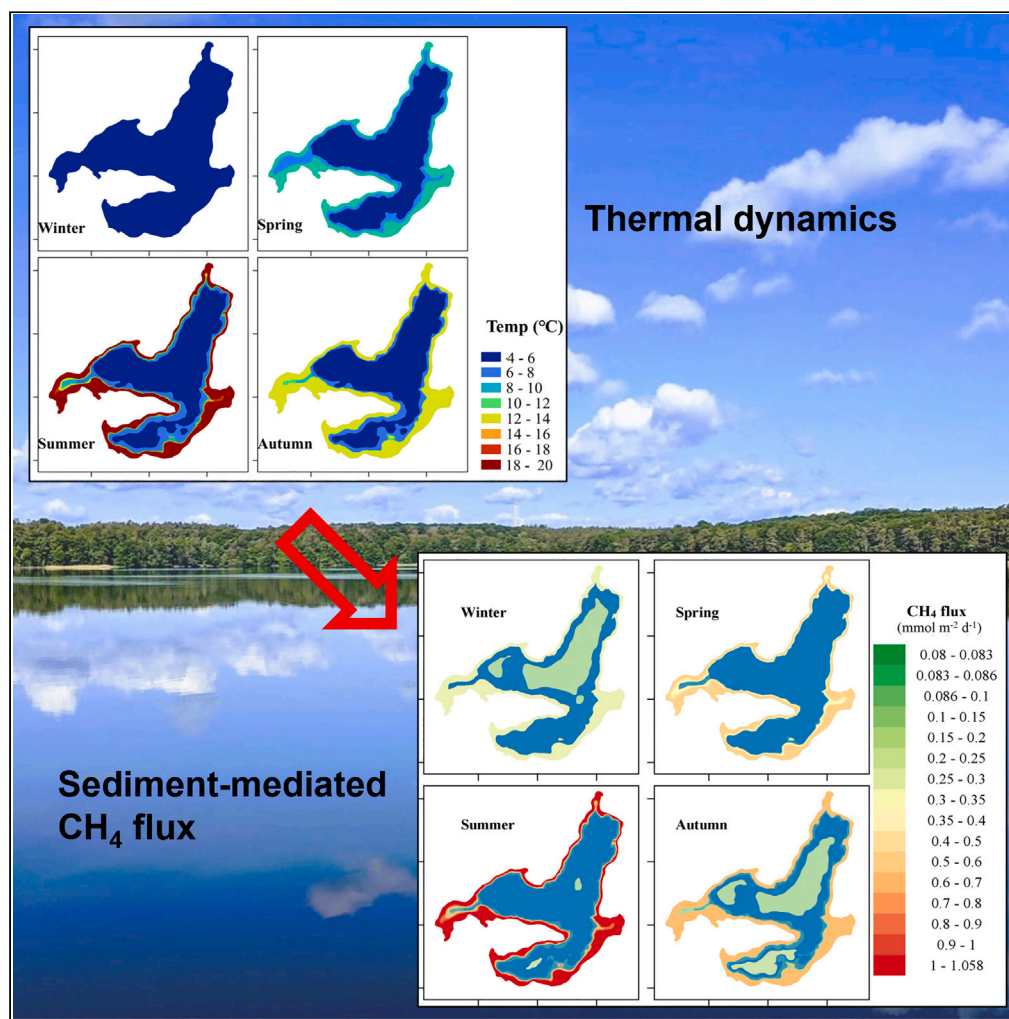 Winter
Spring
Thermal dynamics
Summer
Autumn
Temp (°C)
4 - 6
6 - 8
8 - 10
10 - 12
12 - 14
14 - 16
16 - 18
18 - 20
Winter
Spring
CH₄ flux
(mmol m⁻² d⁻¹)
0.08 - 0.083
0.083 - 0.086
0.086 - 0.1
0.1 - 0.15
0.15 - 0.2
0.2 - 0.25
0.25 - 0.3
0.3 - 0.35
0.35 - 0.4
0.4 - 0.5
0.5 - 0.6
0.6 - 0.7
0.7 - 0.8
0.8 - 0.9
0.9 - 1
1 - 1.058
Sediment-mediated
CH₄ flux
Summer
Autumn